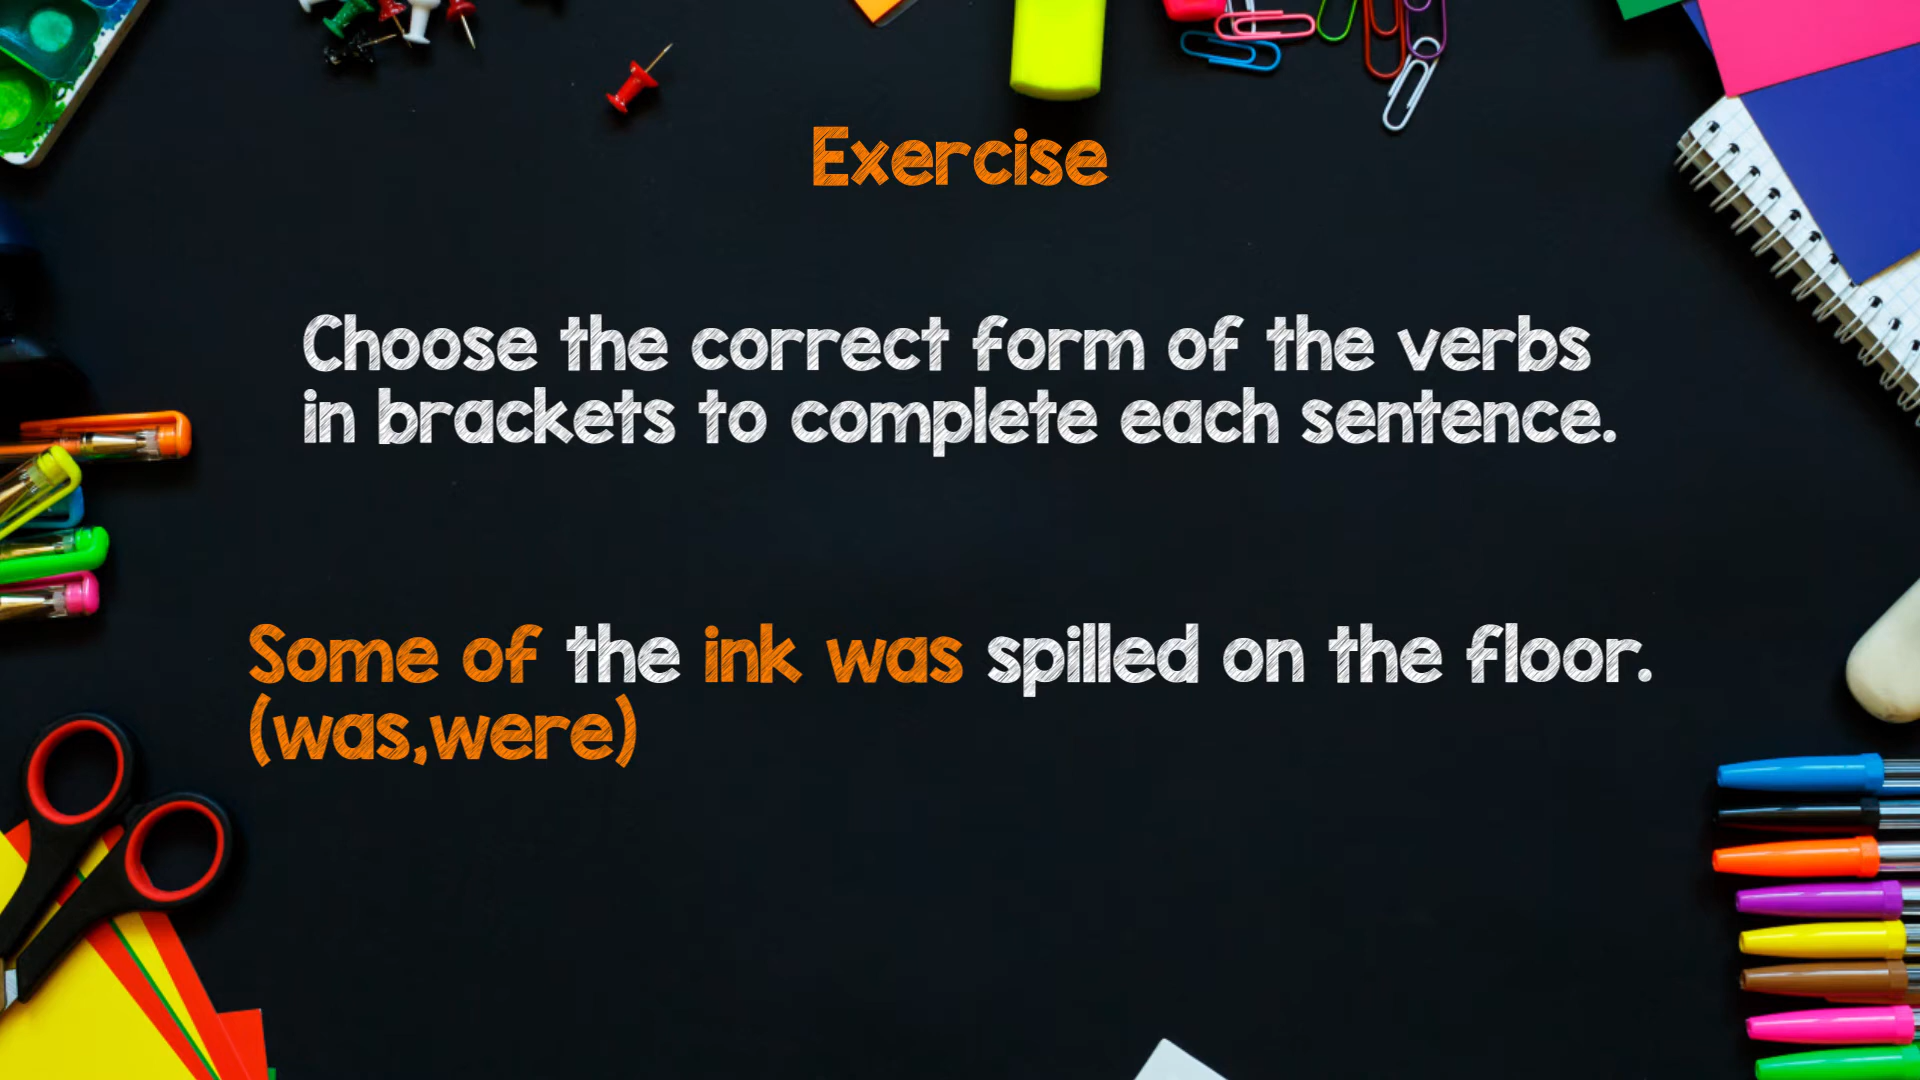 Exercise
Choose the correct form of the verbs
in brackets to complete each sentence.
Some of the ink was spilled on the floor.
(was,were)